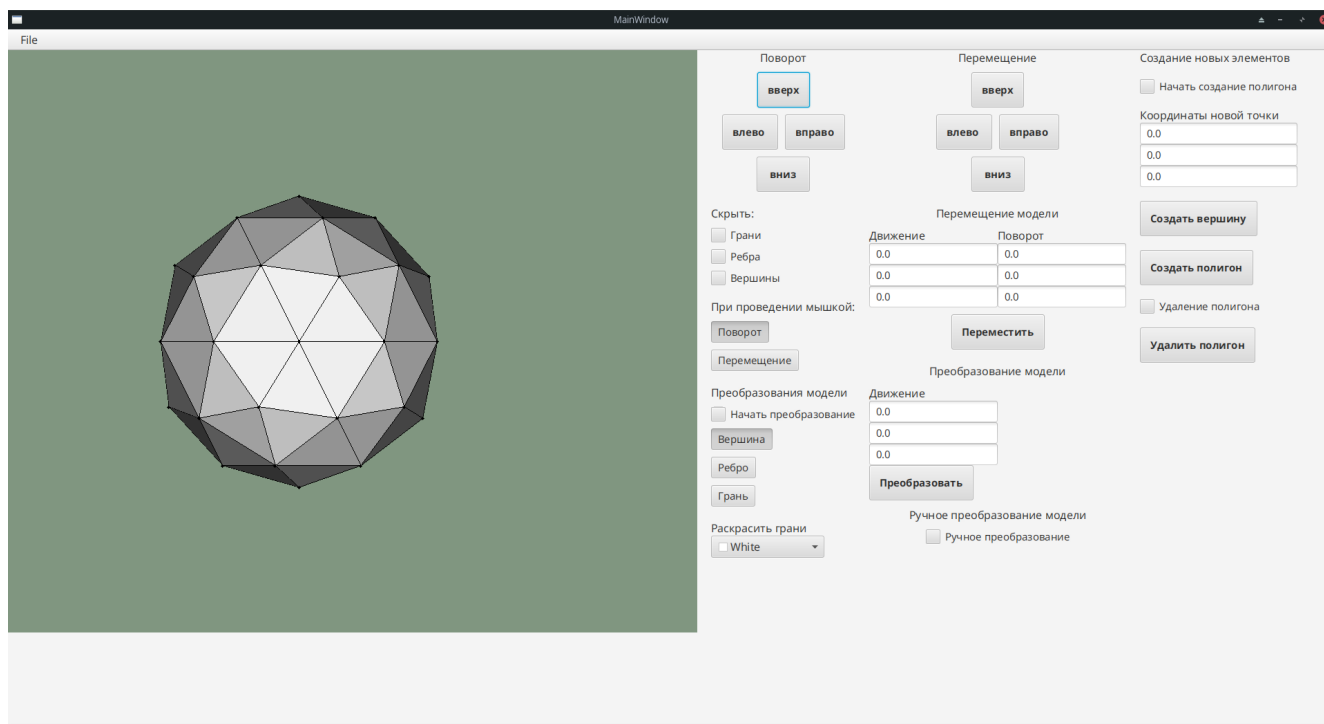 MainWindow
File
Поворот
вверх
влево вправо
вниз
Перемещение
вверх
влево вправо
вниз
Создание новых элементов
Начать создание полигона
Координаты новой точки
0.0
0.0
0.0
Создать вершину
Создать полигон
Удаление полигона
Удалить полигон
Скрыть:
Грани
Ребра
Вершины
При проведении мышкой:
Поворот
Перемещение
Преобразования модели
Начать преобразование
Вершина
Ребро
Грань
Раскрасить грани
White
Перемещение модели
Движение Поворот
0.0 0.0
0.0 0.0
0.0 0.0
Переместить
Преобразование модели
Движение
0.0
0.0
0.0
Преобразовать
Ручное преобразование модели
Ручное преобразование